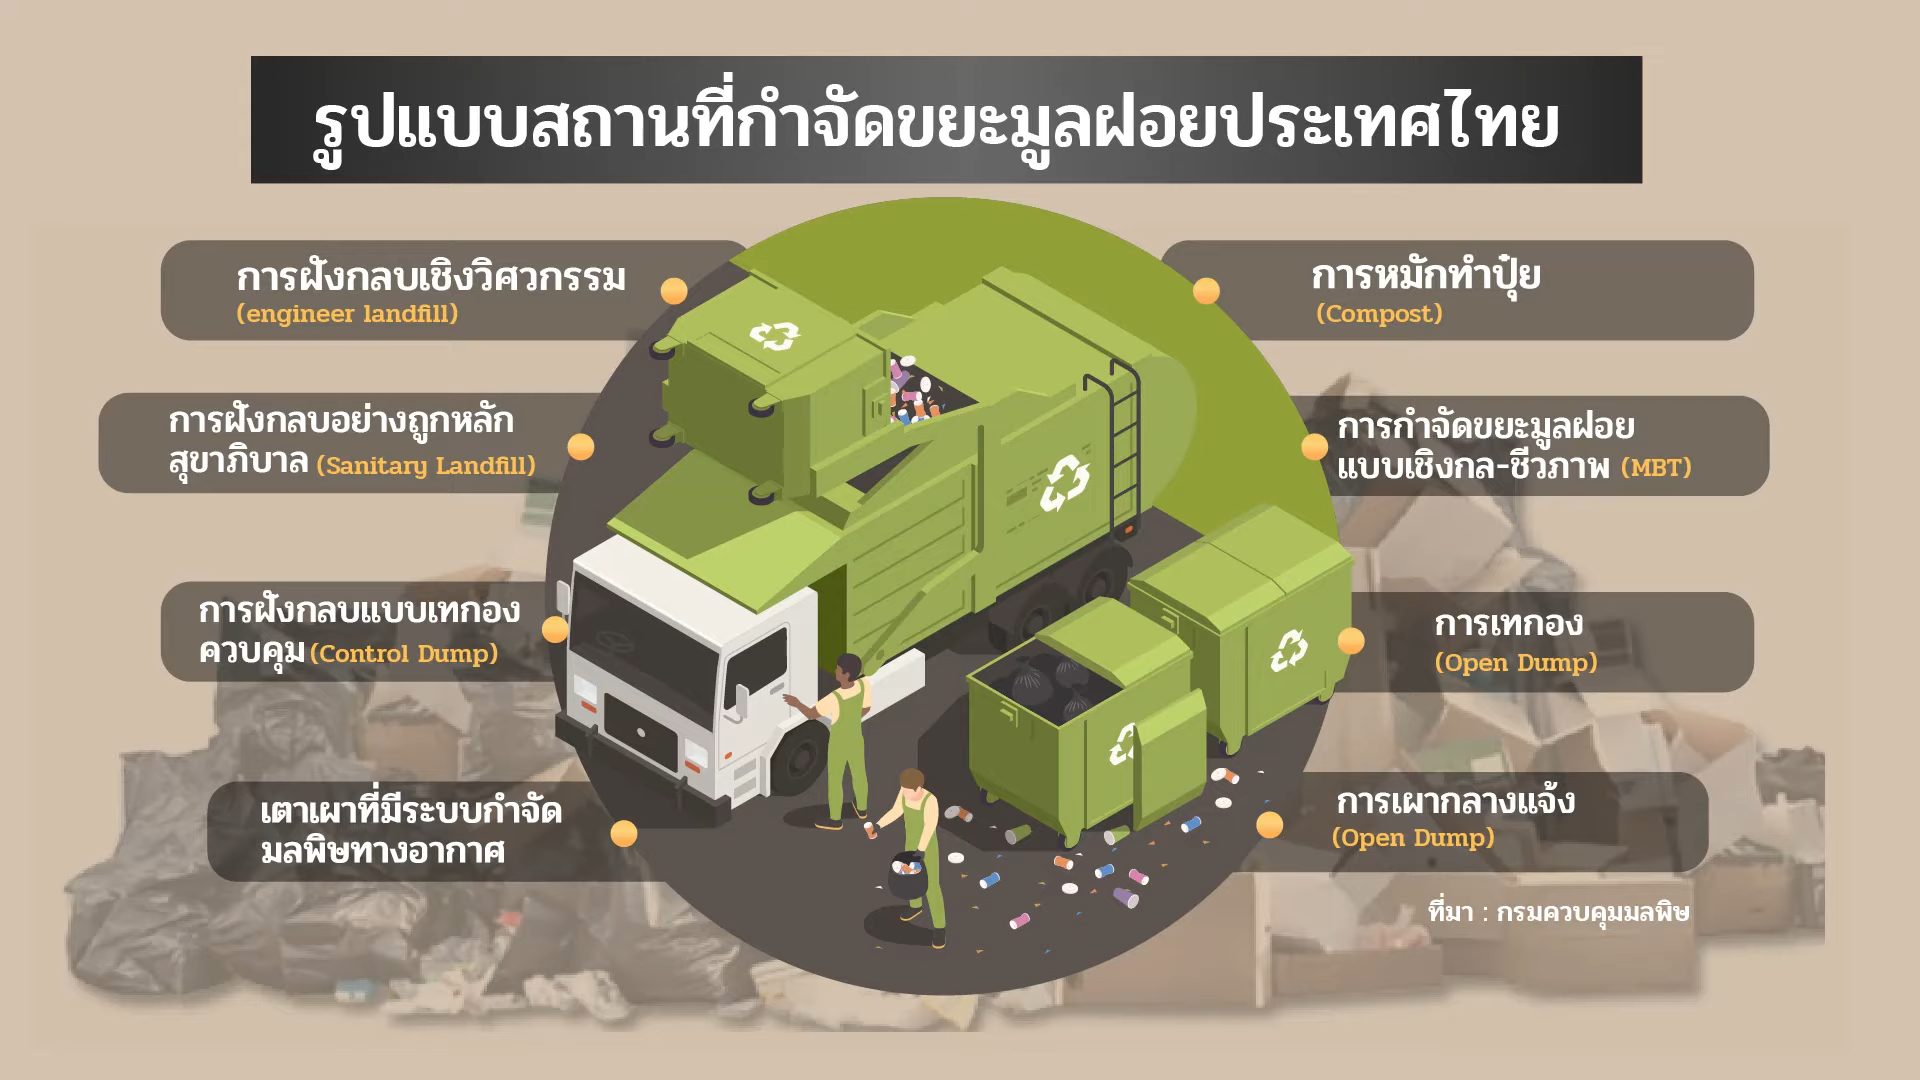 รูปแบบสถานที่กำจัดขยะมูลฝอยประเทศไทย
การฝังกลบเชิงวิศวกรรม
(engineer landfill)
การฝังกลบอย่างถูกหลัก
สุขาภิบาล (Sanitary Landfill)
การฝังกลบแบบเทกอง
ควบคุม (Control Dump)
เตาเผาที่มีระบบกำจัด
มลพิษทางอากาศ
การหมักทำปุ๋ย
(Compost)
การกำจัดขยะมูลฝอย
แบบเชิงกล-ชีวภาพ (MBT)
การเทกอง
(Open Dump)
การเผากลางแจ้ง
(Open Dump)
ที่มา : กรมควบคุมมลพิษ